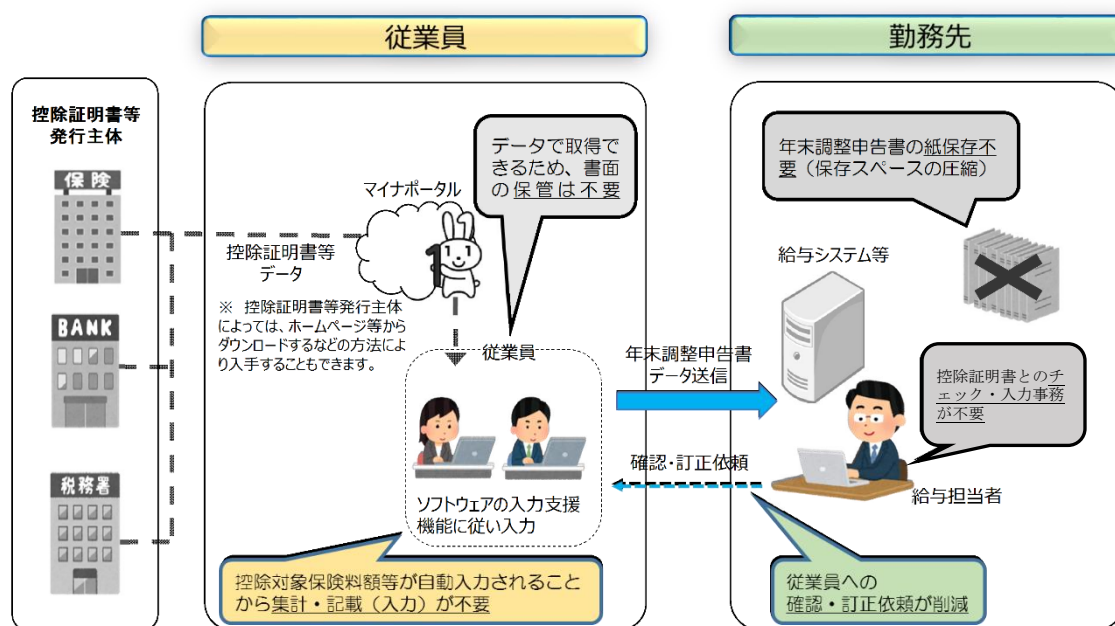 従業員
勤務先
控除証明書等
発行主体
保険
BANK
税務署
マイナポータル
控除証明書等
データ
※ 控除証明書等発行主体
によっては、ホームページ等から
ダウンロードするなどの方法によ
り入手することもできます。
データで取得で
きるため、書面
の保管は不要
従業員
ソフトウェアの入力支援
機能に従い入力
控除対象保険料額等が自動入力されること
から集計・記載（入力）が不要
年末調整申告書
データ送信
確認・訂正依頼
年末調整申告書の紙保存不
要（保存スペースの圧縮）
給与システム等
控除証明書とのチ
ェック・入力事務
が不要
給与担当者
従業員への
確認・訂正依頼が削減